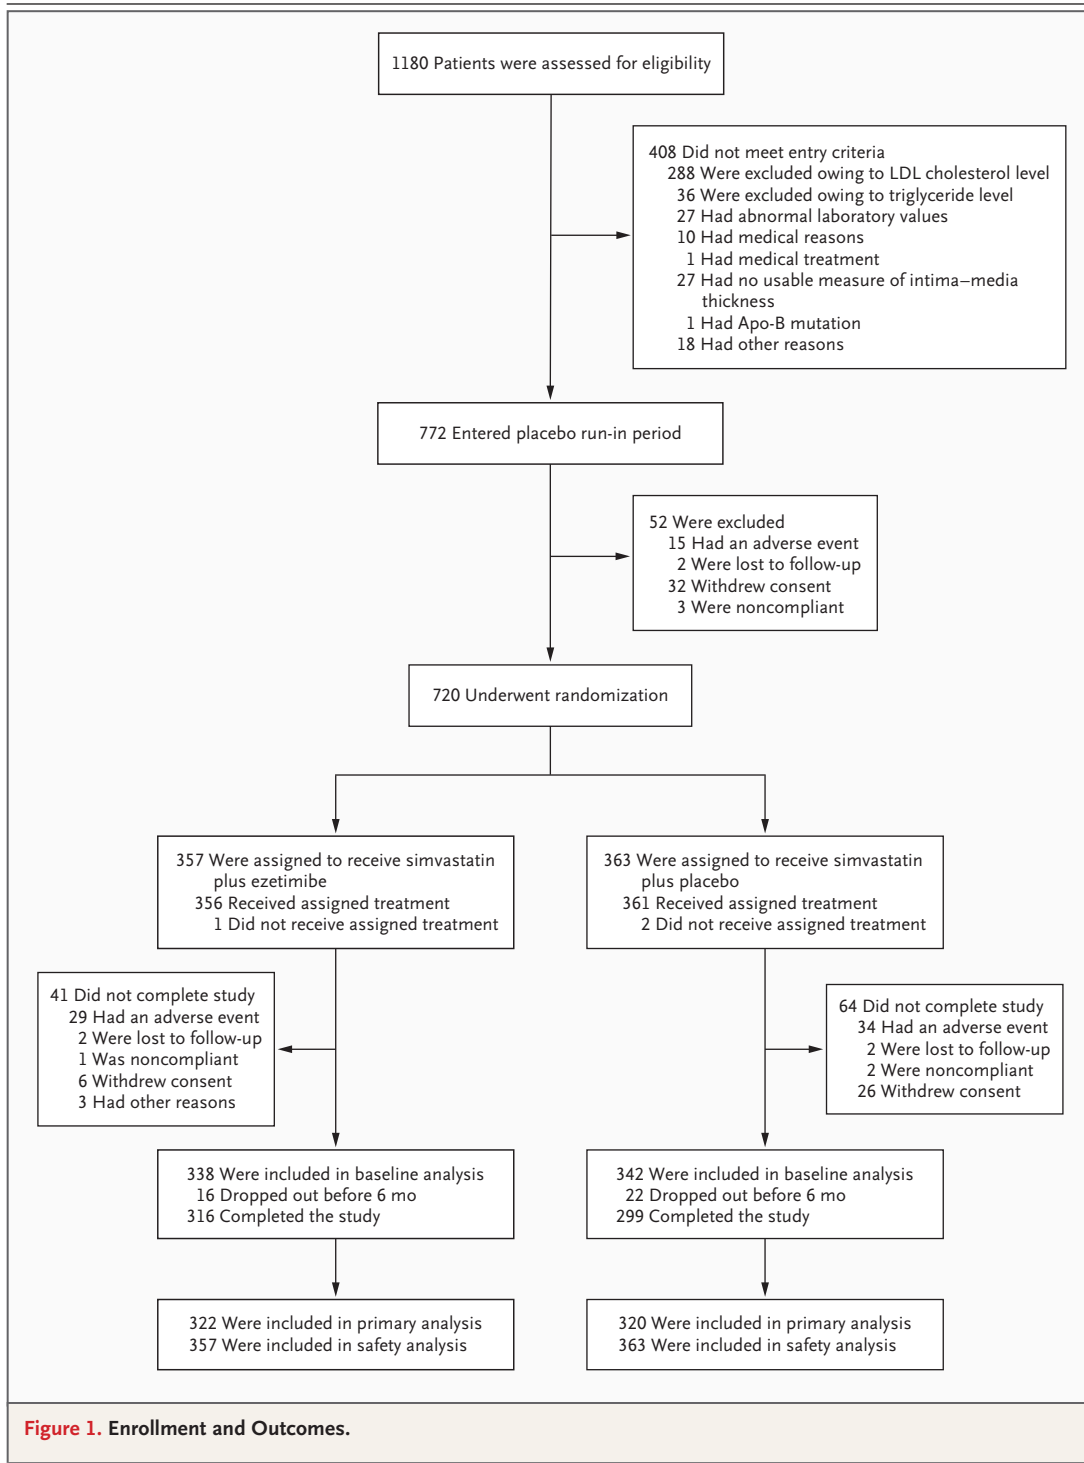 1180 Patients were assessed for eligibility
408 Did not meet entry criteria
288 Were excluded owing to LDL cholesterol level
36 Were excluded owing to triglyceride level
27 Had abnormal laboratory values
10 Had medical reasons
1 Had medical treatment
27 Had no usable measure of intima–media
thickness
1 Had Apo-B mutation
18 Had other reasons
772 Entered placebo run-in period
52 Were excluded
15 Had an adverse event
2 Were lost to follow-up
32 Withdrew consent
3 Were noncompliant
720 Underwent randomization
357 Were assigned to receive simvastatin
plus ezetimibe
356 Received assigned treatment
1 Did not receive assigned treatment
363 Were assigned to receive simvastatin
plus placebo
361 Received assigned treatment
2 Did not receive assigned treatment
41 Did not complete study
29 Had an adverse event
2 Were lost to follow-up
1 Was noncompliant
6 Withdrew consent
3 Had other reasons
64 Did not complete study
34 Had an adverse event
2 Were lost to follow-up
2 Were noncompliant
26 Withdrew consent
338 Were included in baseline analysis
16 Dropped out before 6 mo
316 Completed the study
342 Were included in baseline analysis
22 Dropped out before 6 mo
299 Completed the study
322 Were included in primary analysis
357 Were included in safety analysis
320 Were included in primary analysis
363 Were included in safety analysis
Figure 1. Enrollment and Outcomes.